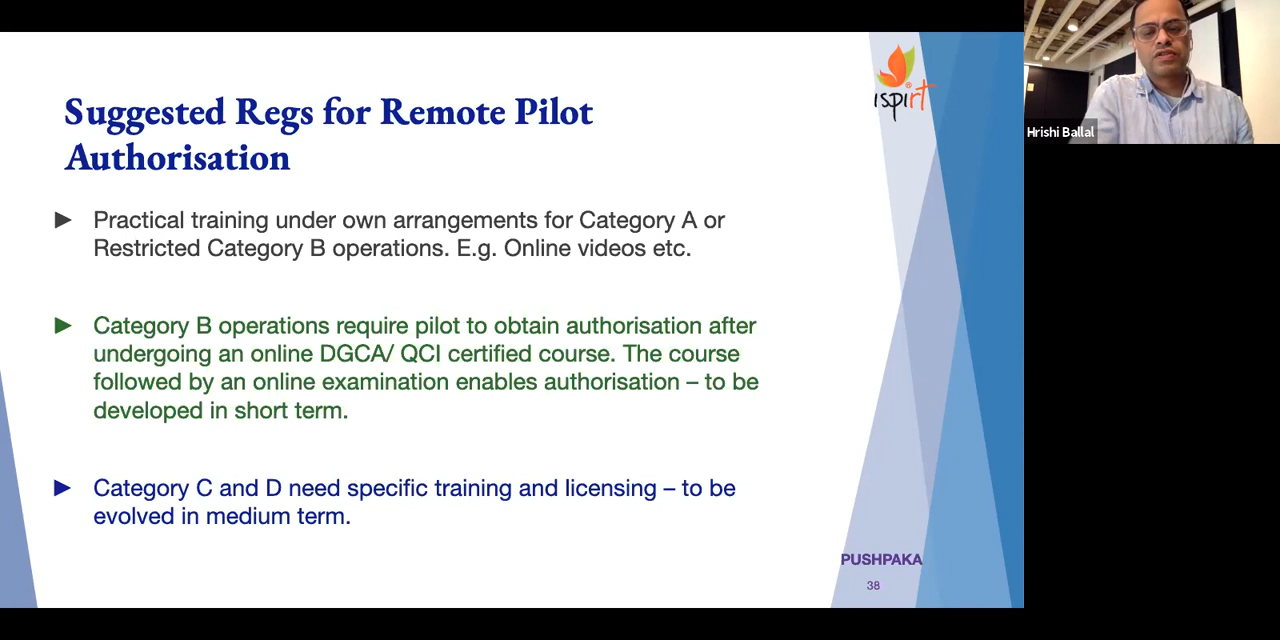 Suggested Regs for Remote Pilot
Authorisation
► Practical training under own arrangements for Category A or
Restricted Category B operations. E.g. Online videos etc.
► Category B operations require pilot to obtain authorisation after
undergoing an online DGCA/ QCI certified course. The course
followed by an online examination enables authorisation – to be
developed in short term.
► Category C and D need specific training and licensing – to be
evolved in medium term.
ispirt®
PUSHPAKA
38
Hrishi Ballal